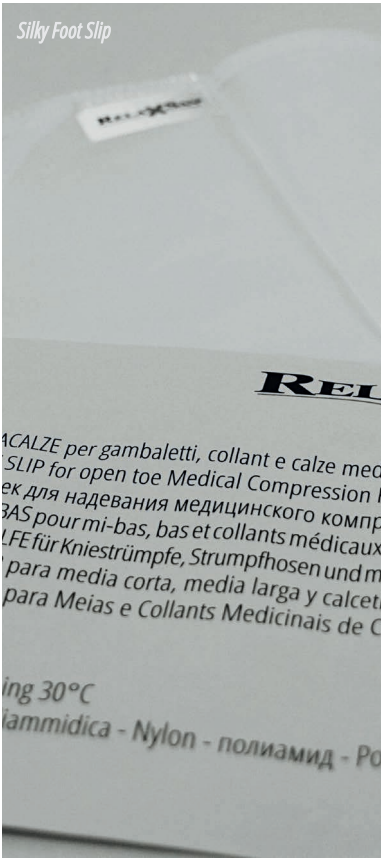 Silky Foot Slip
RELAXSAN
REL
ACALZE per gambaletti, collant e calze med
SLIP for open toe Medical Compression
ек для надевания медицинского компр
BAS pour mi-bas, bas et collants médicaux
LFE für Kniestrümpfe, Strumpfhosen und m
para media corta, media larga y calcet
para Meias e Collants Medicinais de C
ing 30°C
iammidica - Nylon - полиамид - Po